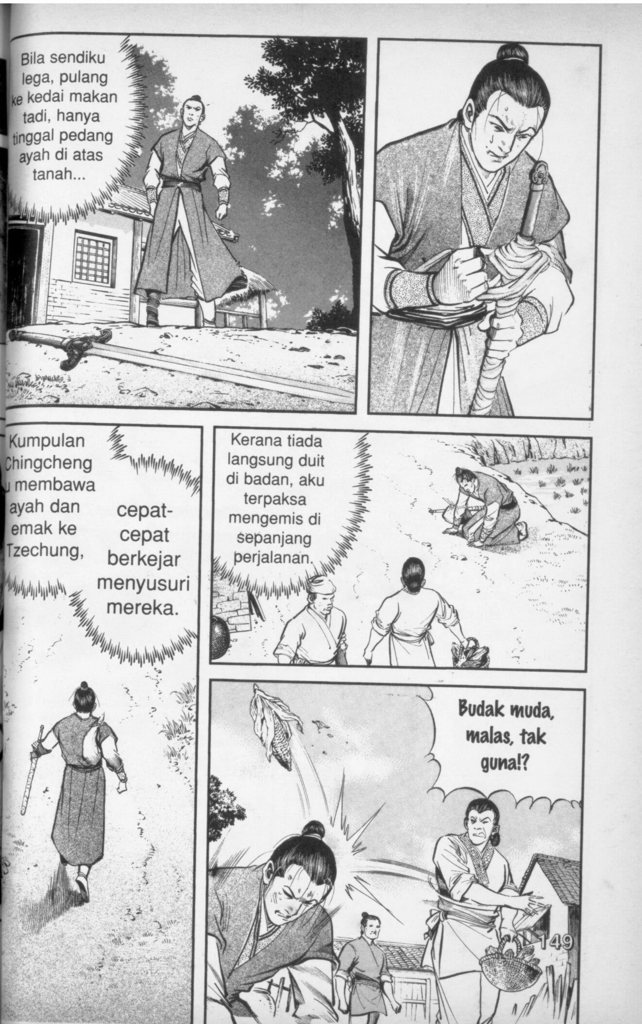 Bila sendiku
lega, pulang
ke kedai makan
tadi, hanya
tinggal pedang
ayah di atas
tanah...
Kumpulan
Chingcheng
membawa
ayah dan
emak ke
Tzechung,
cepat-
cepat
berkejar
menyusuri
mereka.
Kerana tiada
langsung duit
di badan, aku
terpaksa
mengemis di
sepanjang
perjalanan.
Budak muda,
malas, tak
guna!?
149